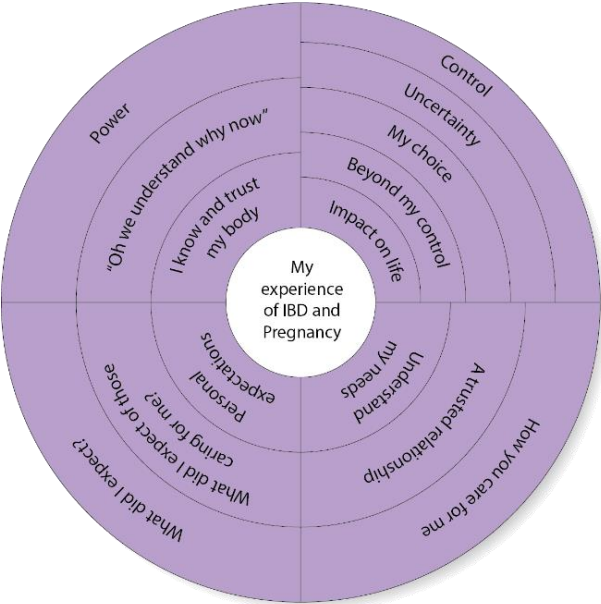 Control
Uncertainty
My choice
Beyond my control
Impact on life
Power
“Oh we understand why now”
I know and trust
my body
My
experience
of IBD and
Pregnancy
Personal
expectations
What did I expect of those
caring for me?
What did I expect?
Understand
my needs
A trusted relationship
How you care for me